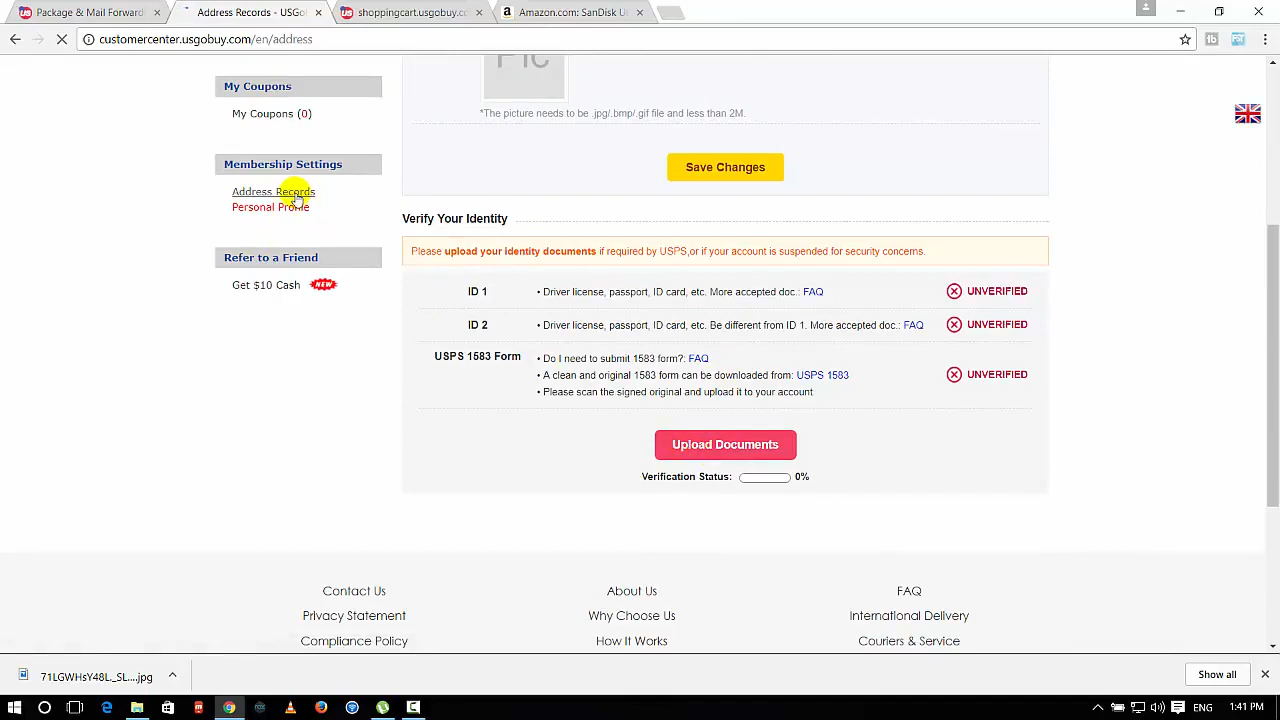 Package & Mail Forward
Address Records - USGo
shoppingcart.usgobuy.co
Amazon.com: SanDisk U
customercenter.usgobuy.com/en/address
My Coupons
My Coupons (0)
Membership Settings
Address Records
Personal Profile
Refer to a Friend
Get $10 Cash NEW
Pic
*The picture needs to be .jpg/.bmp/.gif file and less than 2M.
Save Changes
Verify Your Identity
Please upload your identity documents if required by USPS,or if your account is suspended for security concerns.
ID 1 • Driver license, passport, ID card, etc. More accepted doc.: FAQ UNVERIFIED
ID 2 • Driver license, passport, ID card, etc. Be different from ID 1. More accepted doc.: FAQ UNVERIFIED
USPS 1583 Form • Do I need to submit 1583 form?: FAQ
• A clean and original 1583 form can be downloaded from: USPS 1583 UNVERIFIED
• Please scan the signed original and upload it to your account
Upload Documents
Verification Status: 0%
Contact Us About Us FAQ
Privacy Statement Why Choose Us International Delivery
Compliance Policy How It Works Couriers & Service
71LGWHsY48L._SL....jpg Show all
ENG 1:41 PM